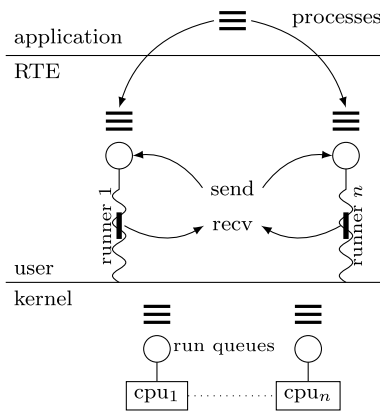 processes
application
RTE
runner 1
send
runner n
recv
user
kernel
run queues
cpu₁
cpuₙ